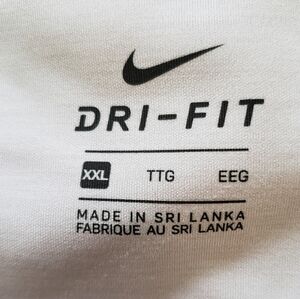 DRI-FIT
XXL TTG EEG
MADE IN SRI LANKA
FABRIQUE AU SRI LANKA